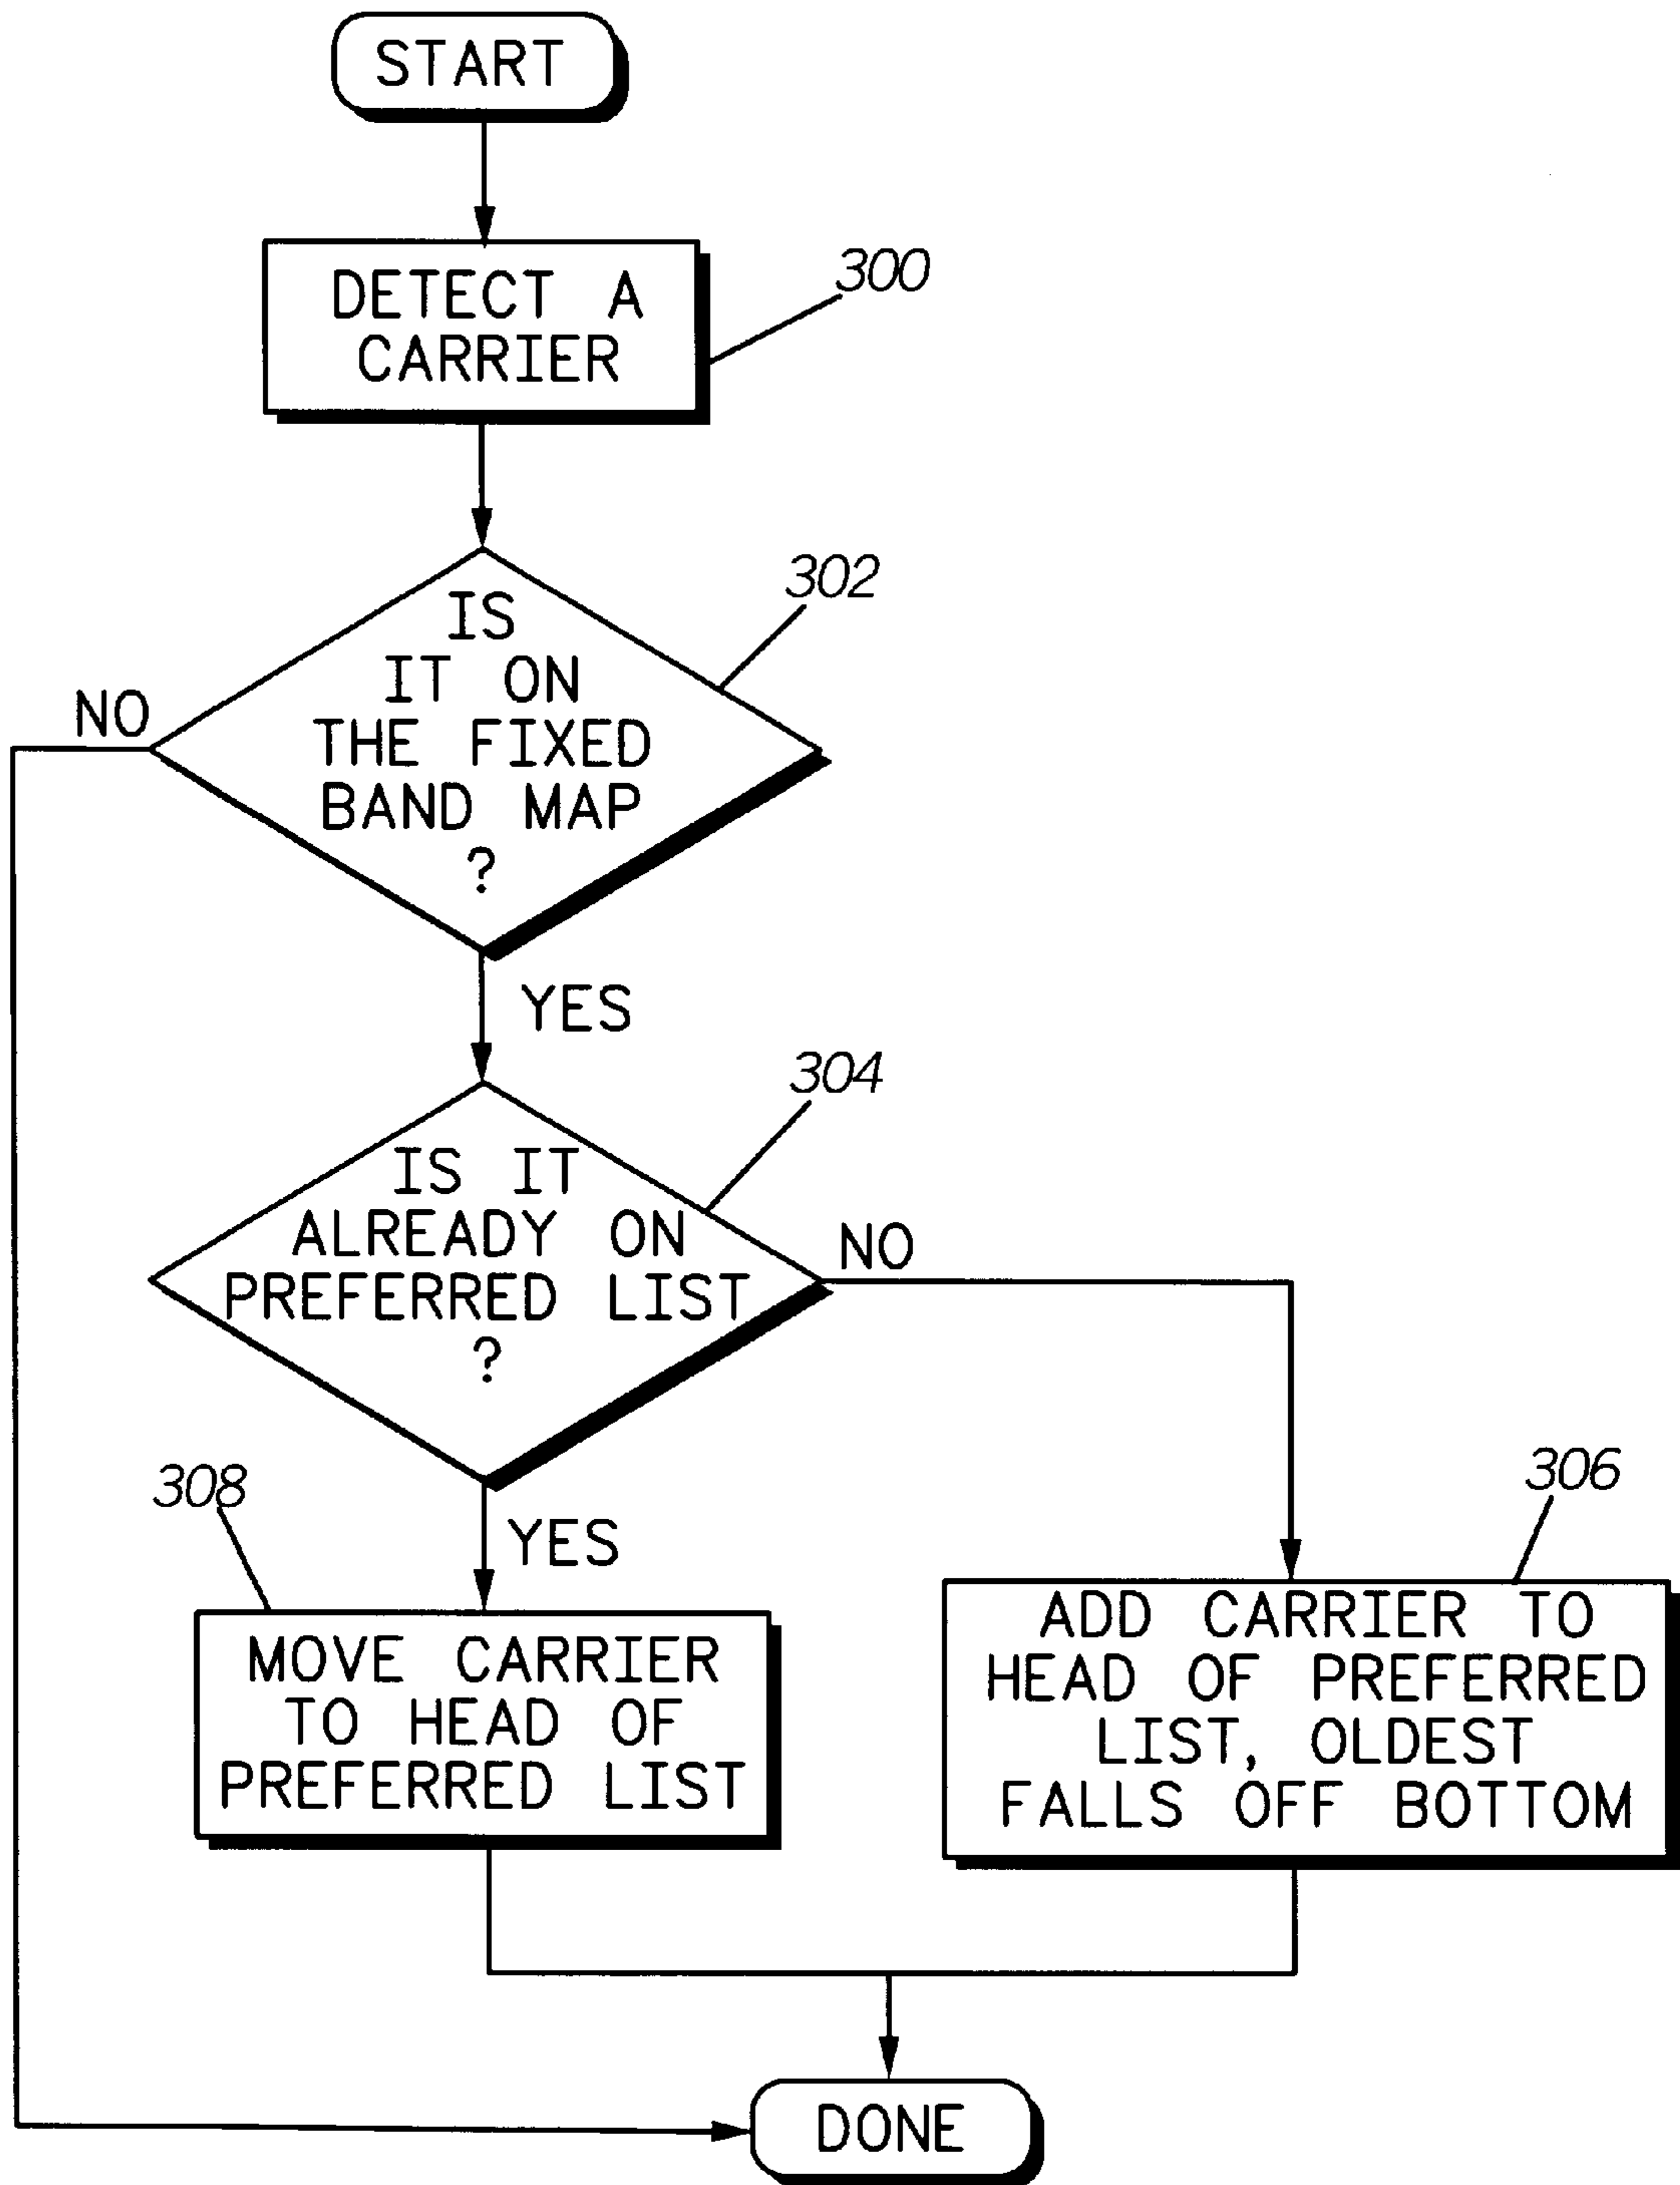 START
DETECT A
CARRIER
300
IS
IT ON
THE FIXED
BAND MAP
?
302
NO
YES
IS IT
ALREADY ON
PREFERRED LIST
?
304
NO
YES
308
MOVE CARRIER
TO HEAD OF
PREFERRED LIST
306
ADD CARRIER TO
HEAD OF PREFERRED
LIST, OLDEST
FALLS OFF BOTTOM
DONE